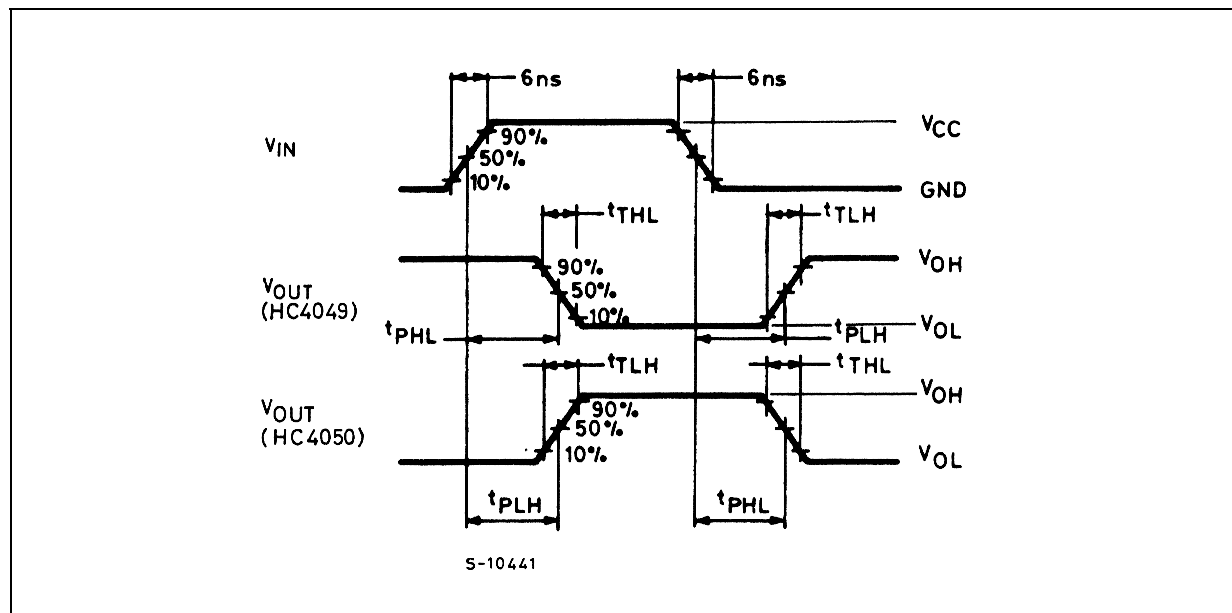 6ns 6ns
VIN 90% VCC
50%
10% GND
tTHL tTLH
90% VOH
VOUT 50%
(HC4049) 10%
tPHL tPLH VOL
tTLH tTHL
90% VOH
VOUT 50%
(HC4050) 10% VOL
tPLH tPHL
S-10441